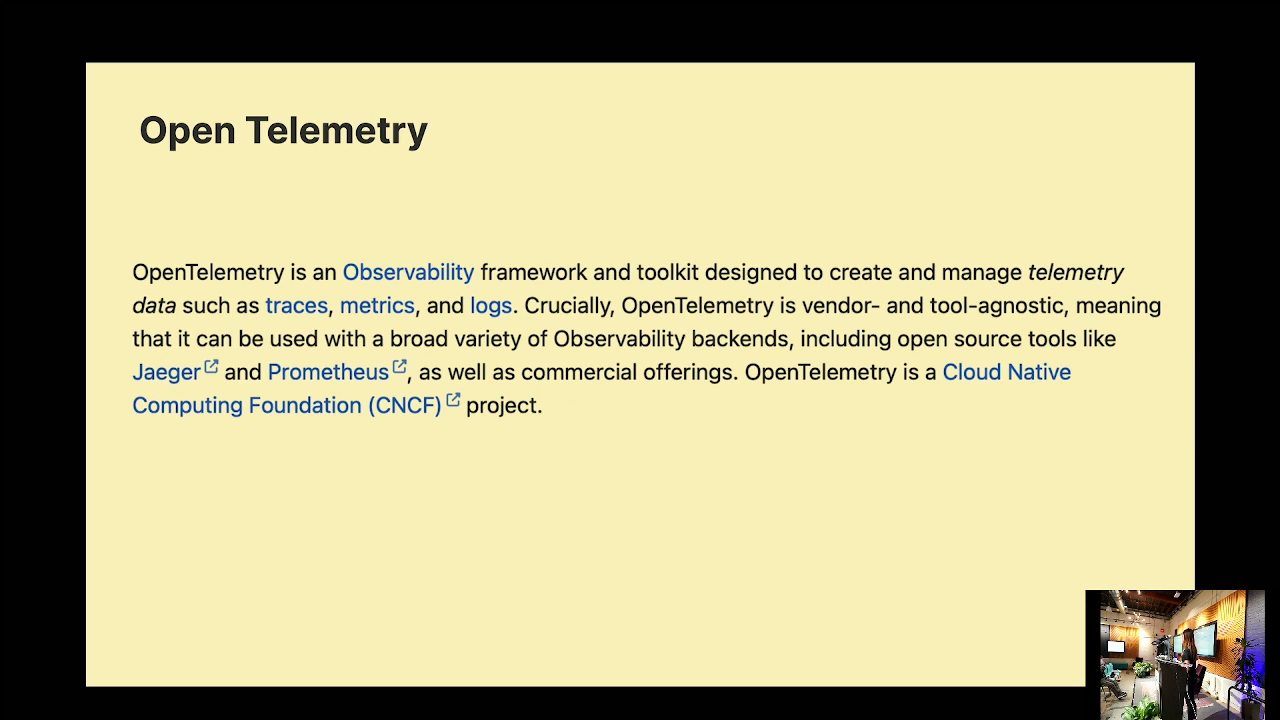 Open Telemetry
OpenTelemetry is an Observability framework and toolkit designed to create and manage telemetry
data such as traces, metrics, and logs. Crucially, OpenTelemetry is vendor- and tool-agnostic, meaning
that it can be used with a broad variety of Observability backends, including open source tools like
Jaeger and Prometheus, as well as commercial offerings. OpenTelemetry is a Cloud Native
Computing Foundation (CNCF) project.